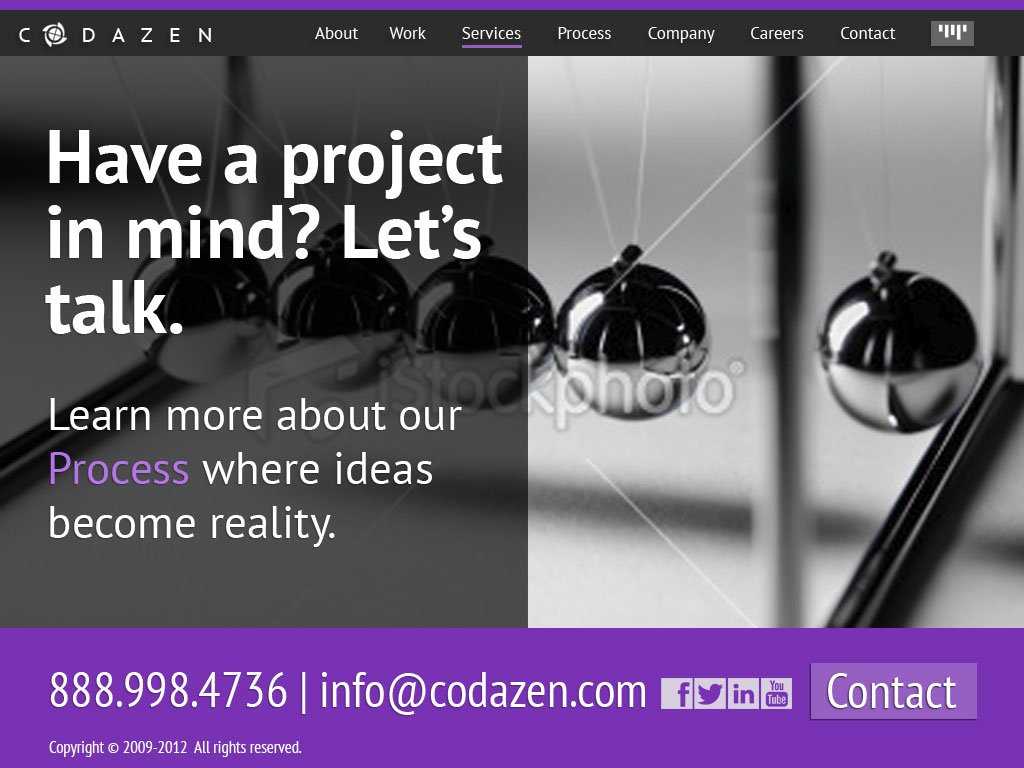 CODAZEN
About Work Services Process Company Careers Contact
Have a project
in mind? Let's
talk.
Learn more about our
Process where ideas
become reality.
iStockphoto®
888.998.4736 | info@codazen.com
f in You Tube
Contact
Copyright © 2009-2012 All rights reserved.